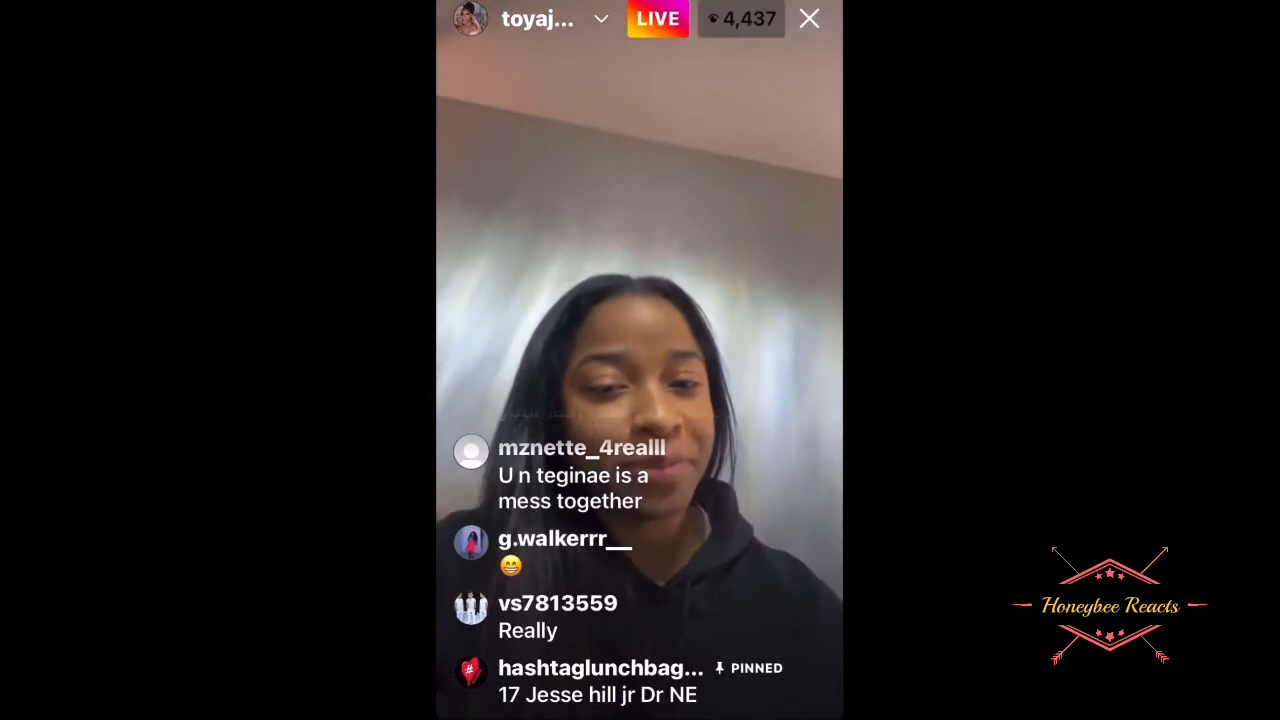 toyaj...
LIVE
4,437
mznette_4realll
U n teginae is a
mess together
g.walkerrr__
vs7813559
Really
hashtaglunchbag... PINNED
17 Jesse hill jr Dr NE
Honeybee Reacts